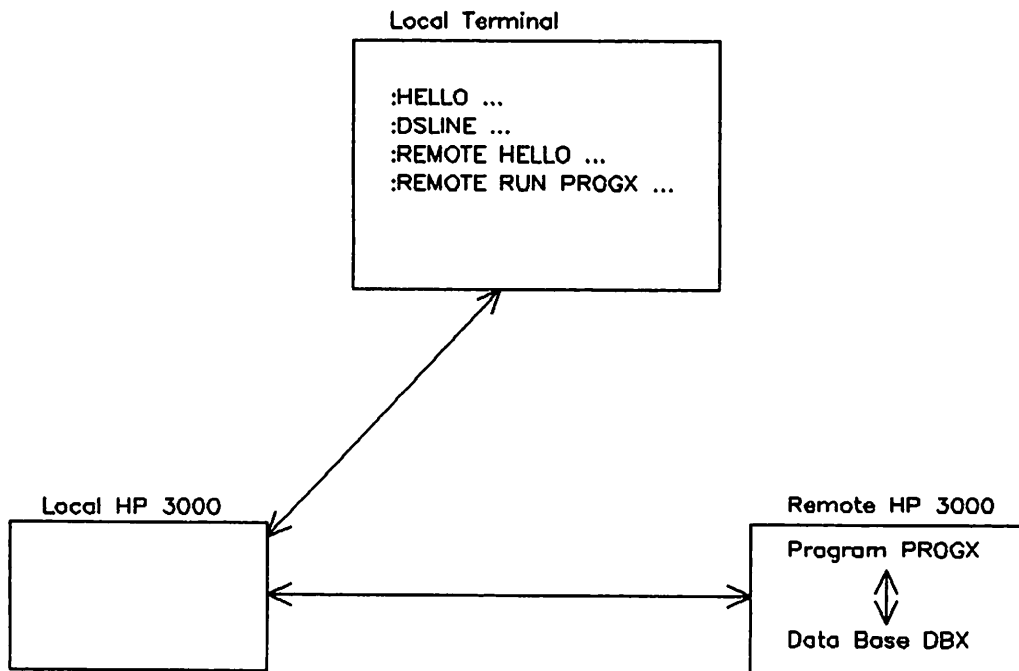 Local Terminal
:HELLO ...
:DSLINE ...
:REMOTE HELLO ...
:REMOTE RUN PROGX ...
Local HP 3000
Remote HP 3000
Program PROGX
Data Base DBX